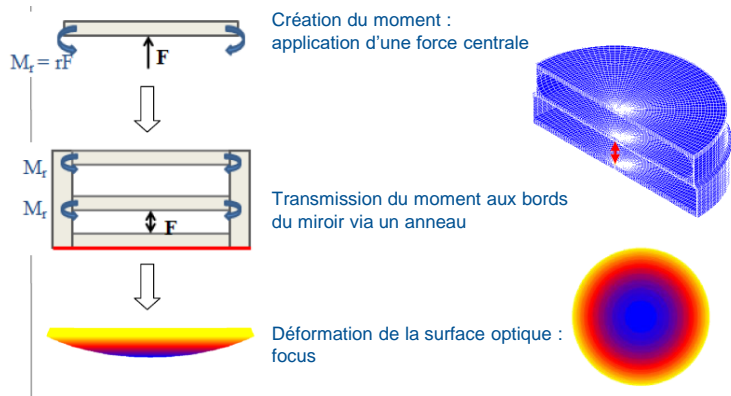 Création du moment :
application d'une force centrale
F
Mr = rF
Mr
Mr
F
Transmission du moment aux bords
du miroir via un anneau
Déformation de la surface optique :
focus